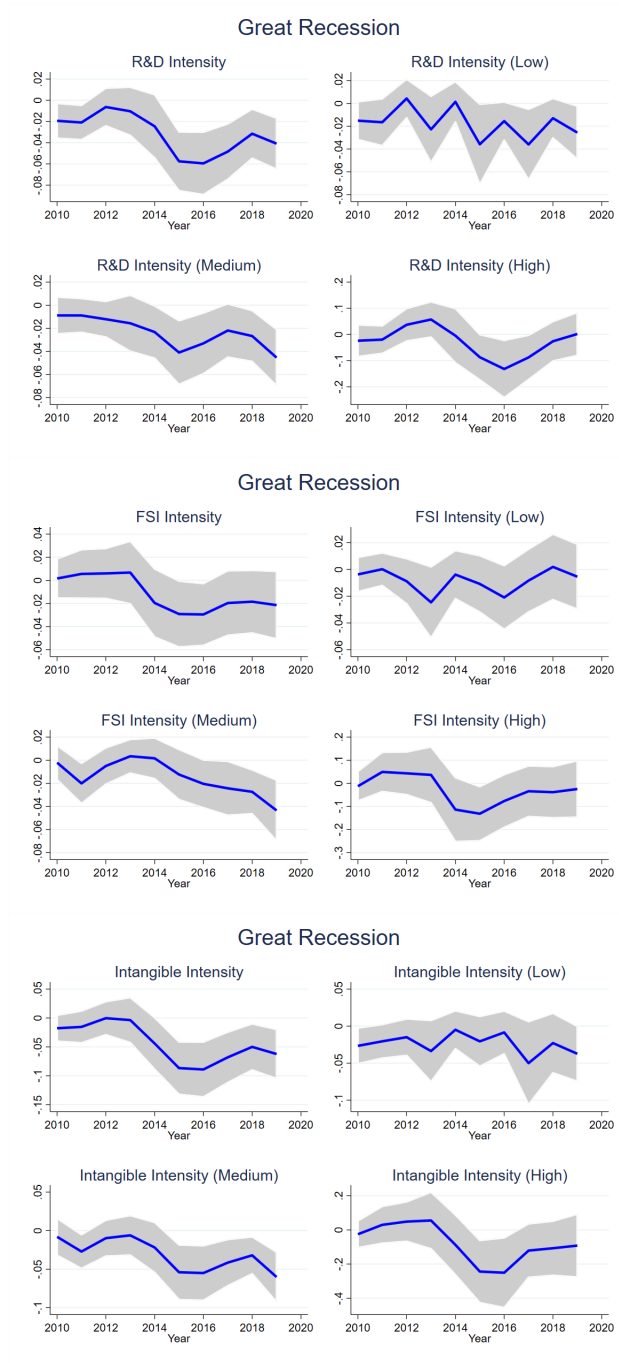 Great Recession
R&D Intensity
R&D Intensity (Low)
.02
0
-.02
-.04
-.06
-.08
2010 2012 2014 2016 2018 2020
Year
.02
0
-.02
-.04
-.06
-.08
2010 2012 2014 2016 2018 2020
Year
R&D Intensity (Medium)
R&D Intensity (High)
.02
0
-.02
-.04
-.06
-.08
2010 2012 2014 2016 2018 2020
Year
.2
.1
0
-.1
-.2
2010 2012 2014 2016 2018 2020
Year
Great Recession
FSI Intensity
FSI Intensity (Low)
.04
.02
0
-.02
-.04
-.06
2010 2012 2014 2016 2018 2020
Year
.02
0
-.02
-.04
-.06
2010 2012 2014 2016 2018 2020
Year
FSI Intensity (Medium)
FSI Intensity (High)
.02
0
-.02
-.04
-.06
-.08
2010 2012 2014 2016 2018 2020
Year
.2
.1
0
-.1
-.2
-.3
2010 2012 2014 2016 2018 2020
Year
Great Recession
Intangible Intensity
Intangible Intensity (Low)
.05
0
-.05
-.1
-.15
2010 2012 2014 2016 2018 2020
Year
.05
0
-.05
-.1
2010 2012 2014 2016 2018 2020
Year
Intangible Intensity (Medium)
Intangible Intensity (High)
.05
0
-.05
-.1
2010 2012 2014 2016 2018 2020
Year
.2
0
-.2
-.4
2010 2012 2014 2016 2018 2020
Year